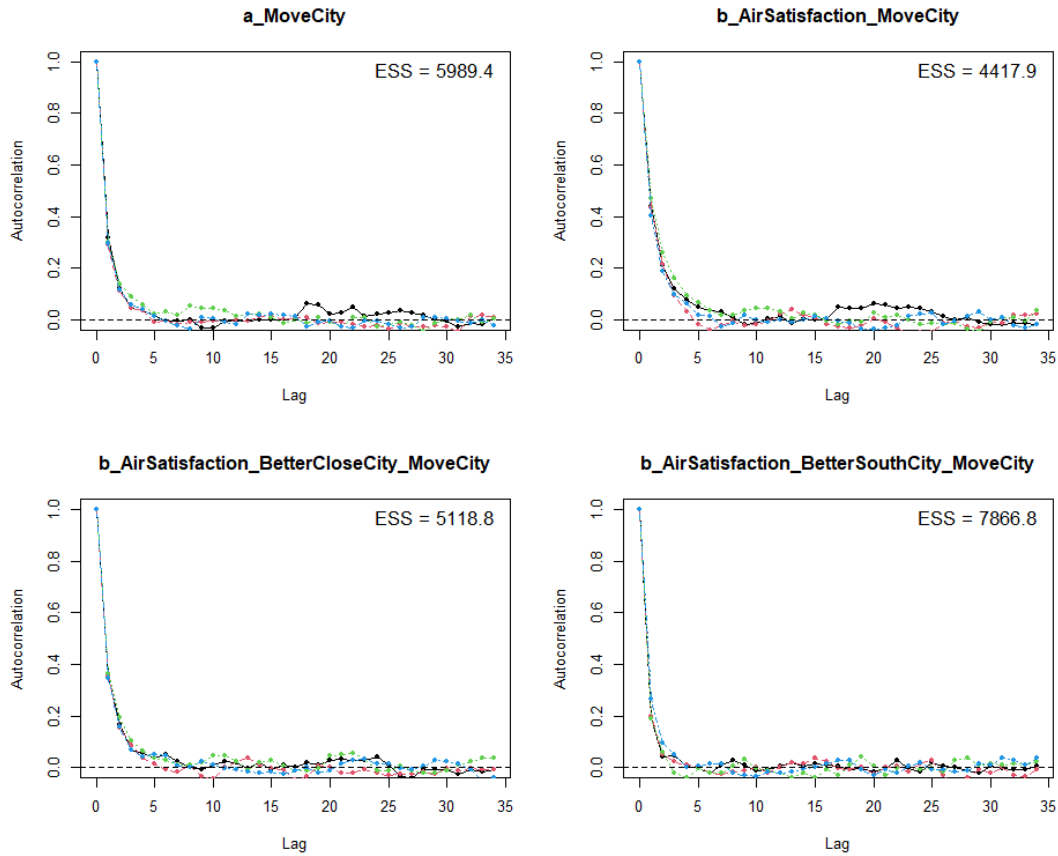 a_MoveCity
ESS = 5989.4
Autocorrelation
0.0 0.2 0.4 0.6 0.8 1.0
0 5 10 15 20 25 30 35
Lag
b_AirSatisfaction_MoveCity
ESS = 4417.9
Autocorrelation
0.0 0.2 0.4 0.6 0.8 1.0
0 5 10 15 20 25 30 35
Lag
b_AirSatisfaction_BetterCloseCity_MoveCity
ESS = 5118.8
Autocorrelation
0.0 0.2 0.4 0.6 0.8 1.0
0 5 10 15 20 25 30 35
Lag
b_AirSatisfaction_BetterSouthCity_MoveCity
ESS = 7866.8
Autocorrelation
0.0 0.2 0.4 0.6 0.8 1.0
0 5 10 15 20 25 30 35
Lag